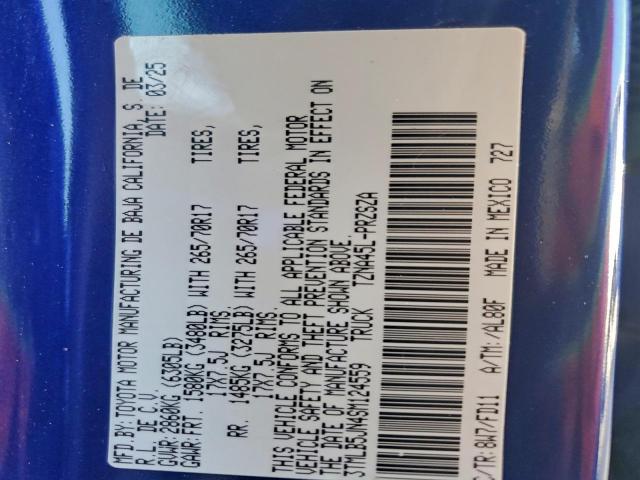 MFD.BY: TOYOTA MOTOR MANUFACTURING DE BAJA CALIFORNIA, S. DE
R.L. DE C.V. DATE: 03/25
GVWR: 2860KG (6305LB)
GAWR: FRT. 1580KG (3480LB) WITH 265/70R17 TIRES,
17X7.5J RIMS
RR. 1485KG (3275LB) WITH 265/70R17 TIRES,
17X7.5J RIMS.
THIS VEHICLE CONFORMS TO ALL APPLICABLE FEDERAL MOTOR
VEHICLE SAFETY AND THEFT PREVENTION STANDARDS IN EFFECT ON
THE DATE OF MANUFACTURE SHOWN ABOVE.
3TMLB5JN4SM124559 TRUCK TZNA45L-PRZSZA
C/TR: 8W7/FD11 A/TM: /AL80F MADE IN MEXICO 727